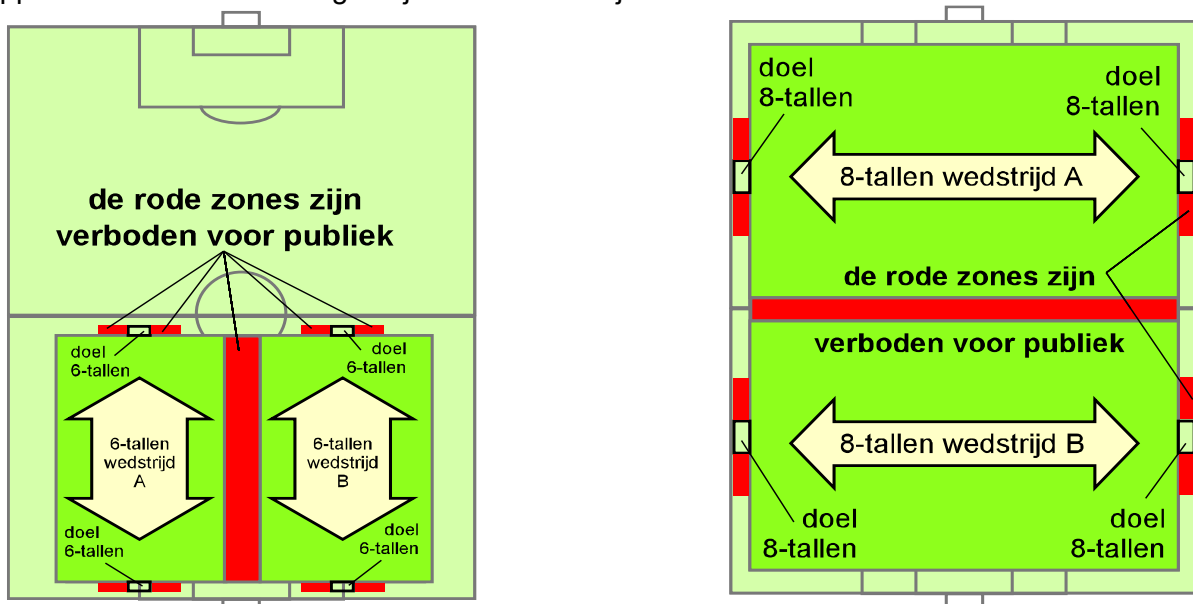 de rode zones zijn
verboden voor publiek
doel
6-tallen
doel
6-tallen
6-tallen
wedstrijd
A
6-tallen
wedstrijd
B
doel
6-tallen
doel
6-tallen
doel
8-tallen
doel
8-tallen
8-tallen wedstrijd A
de rode zones zijn
verboden voor publiek
8-tallen wedstrijd B
doel
8-tallen
doel
8-tallen